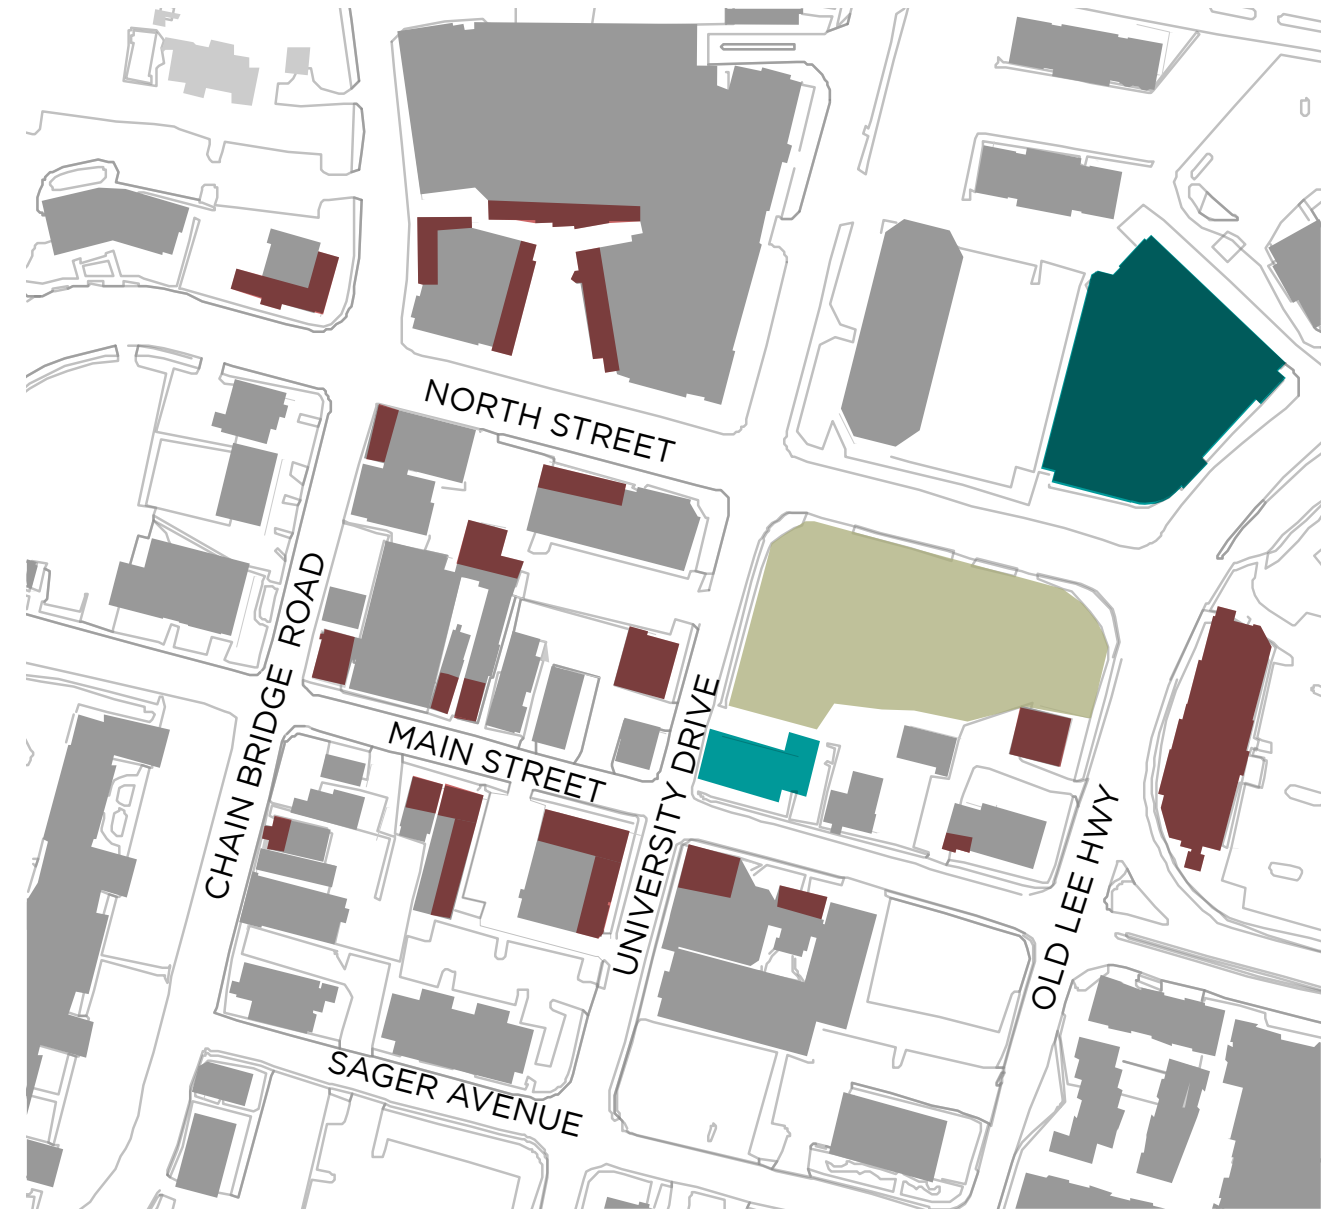 NORTH STREET
CHAIN BRIDGE ROAD
MAIN STREET
UNIVERSITY DRIVE
OLD LEE HWY
SAGER AVENUE